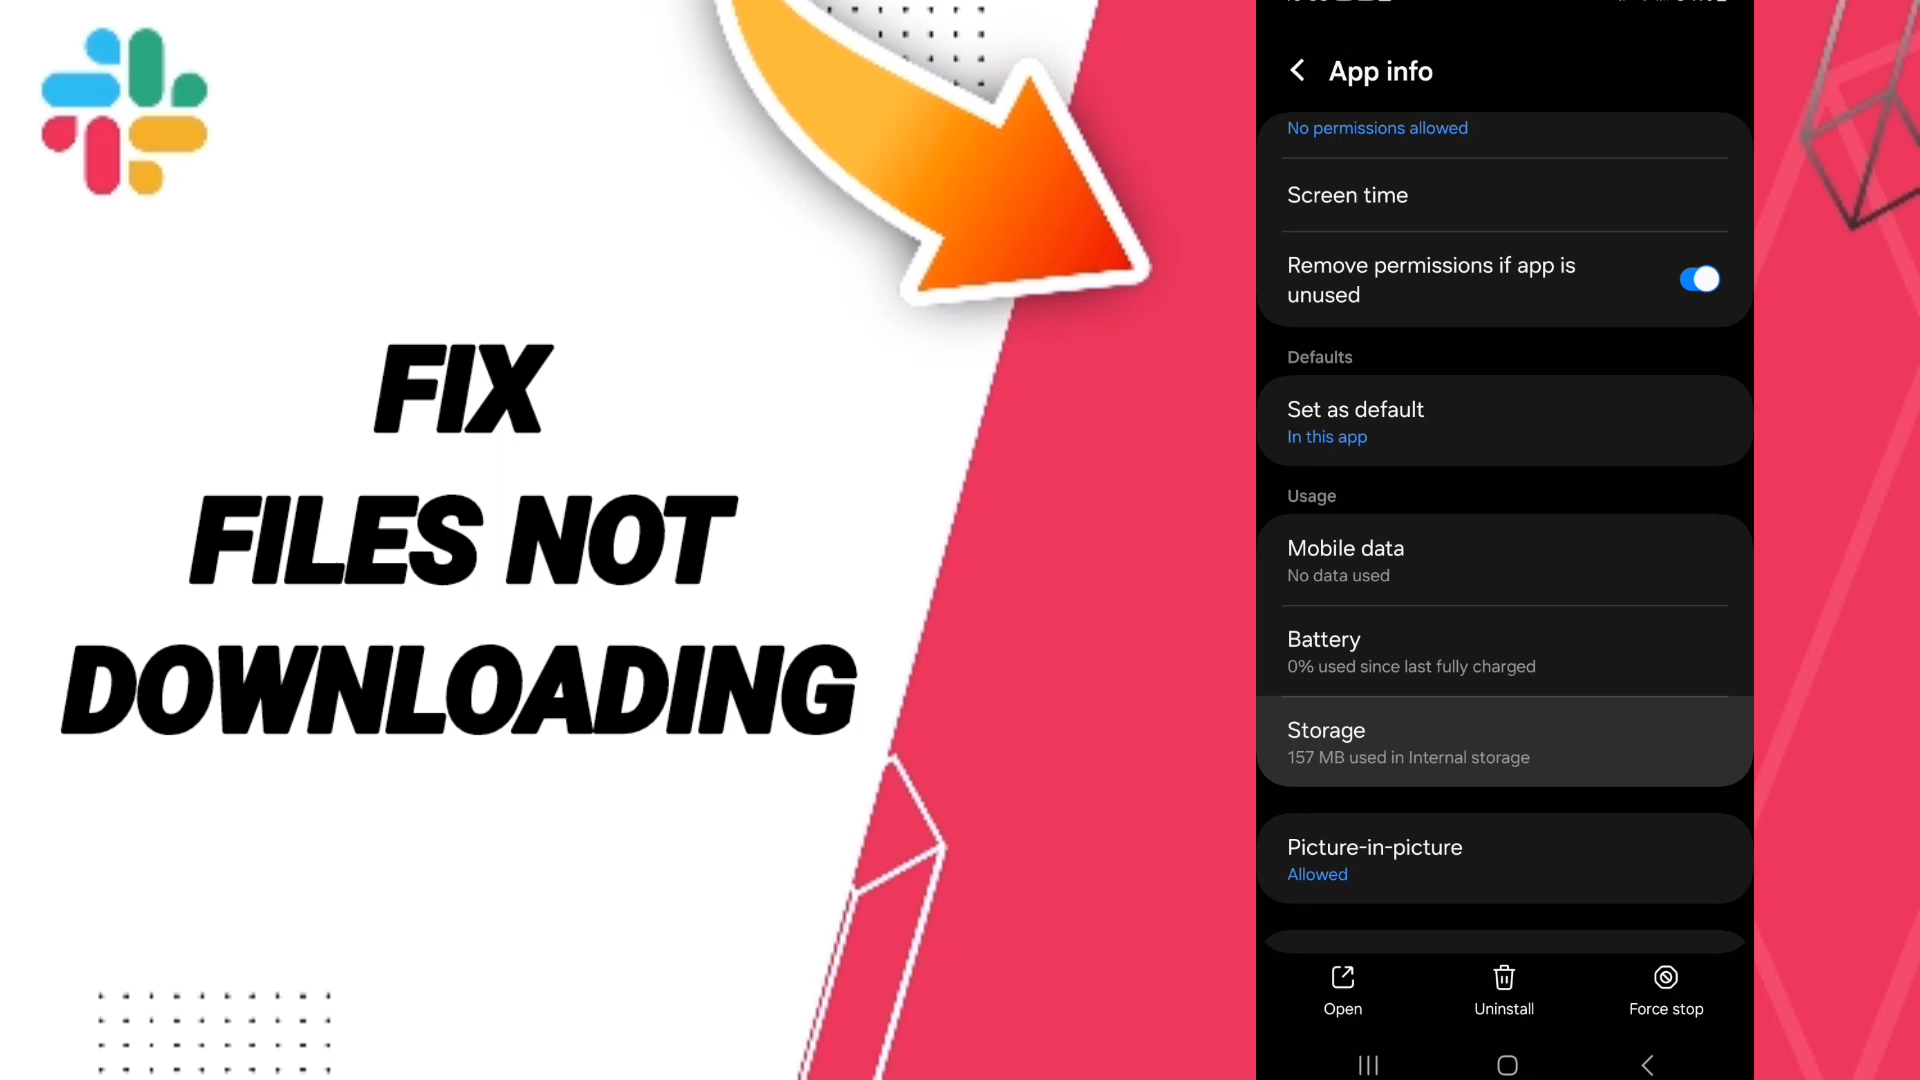 FIX
FILES NOT
DOWNLOADING
App info
No permissions allowed
Screen time
Remove permissions if app is
unused
Defaults
Set as default
In this app
Usage
Mobile data
No data used
Battery
0% used since last fully charged
Storage
157 MB used in Internal storage
Picture-in-picture
Allowed
Open
Uninstall
Force stop